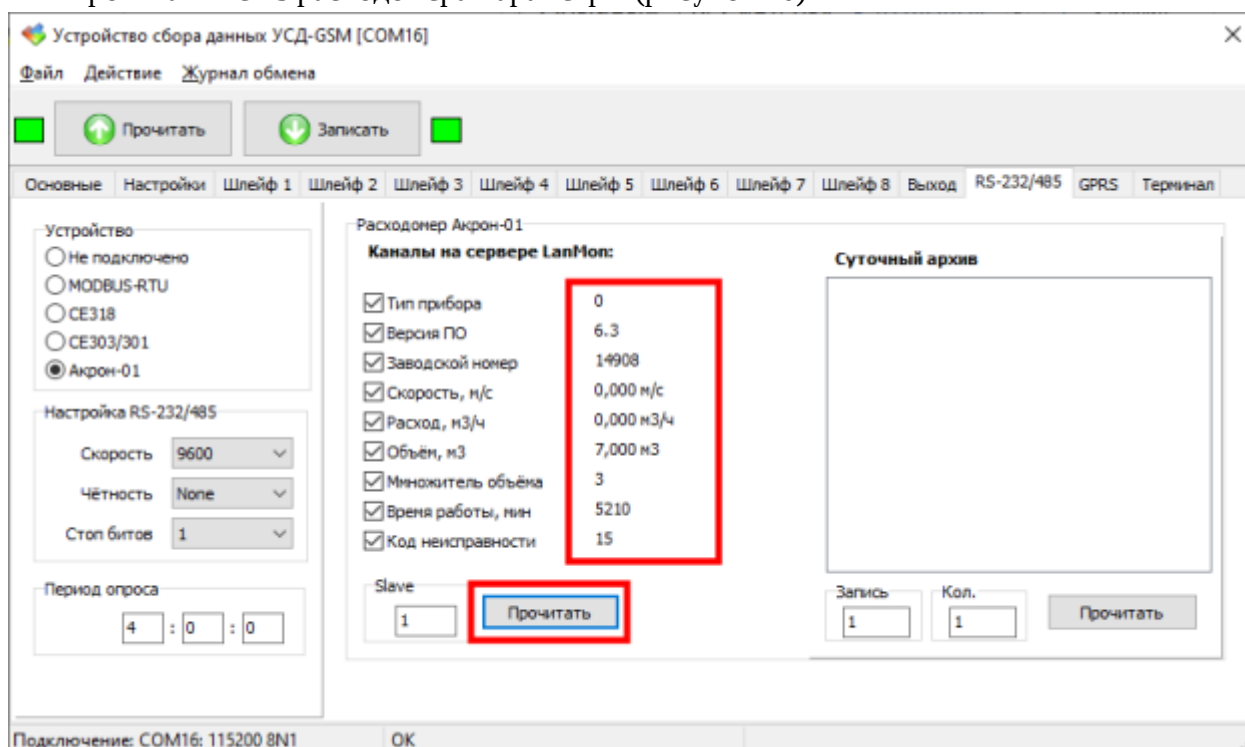 Устройство сбора данных УСД-GSM [COM16]
Файл Действие Журнал обмена
Прочитать Записать
Основные Настройки Шлейф 1 Шлейф 2 Шлейф 3 Шлейф 4 Шлейф 5 Шлейф 6 Шлейф 7 Шлейф 8 Выход RS-232/485 GPRS Терминал
Устройство
Не подключено
MODBUS-RTU
CE318
CE303/301
Акрон-01
Настройка RS-232/485
Скорость 9600
Чётность None
Стоп битов 1
Период опроса
4 : 0 : 0
Расходомер Акрон-01
Каналы на сервере LanMon:
Тип прибора 0
Версия ПО 6.3
Заводской номер 14908
Скорость, м/с 0,000 м/с
Расход, м3/ч 0,000 м3/ч
Объём, м3 7,000 м3
Множитель объёма 3
Время работы, мин 5210
Код неисправности 15
Slave
1 Прочитать
Суточный архив
Запись Кол.
1 1 Прочитать
Подключение: COM16: 115200 8N1 OK